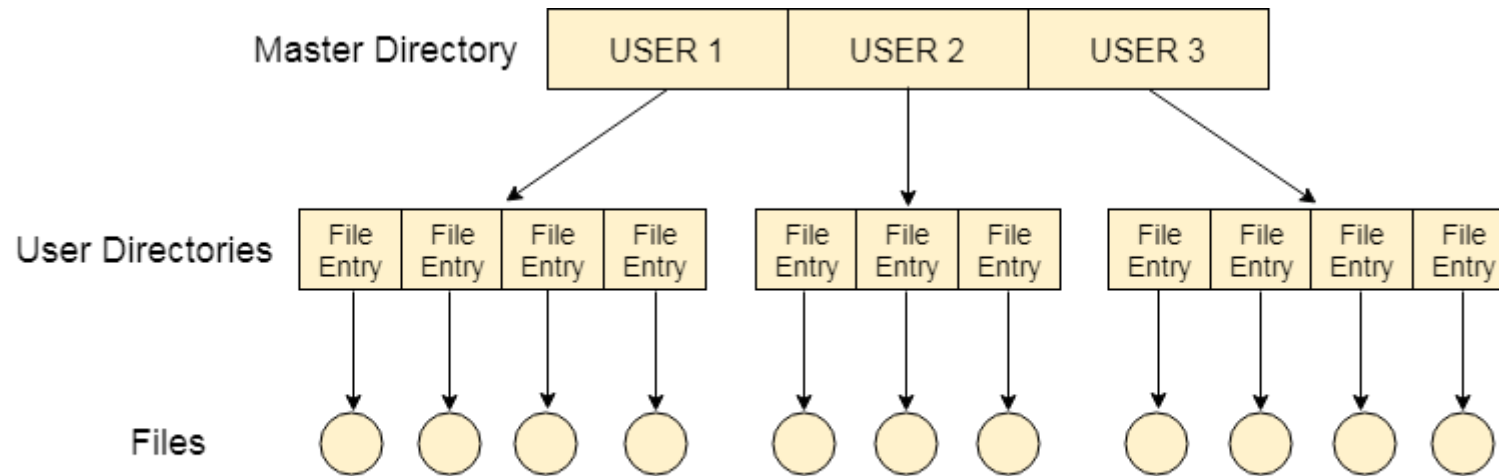 Master Directory USER 1 USER 2 USER 3
User Directories
File Entry File Entry File Entry File Entry
File Entry File Entry File Entry
File Entry File Entry File Entry File Entry
Files